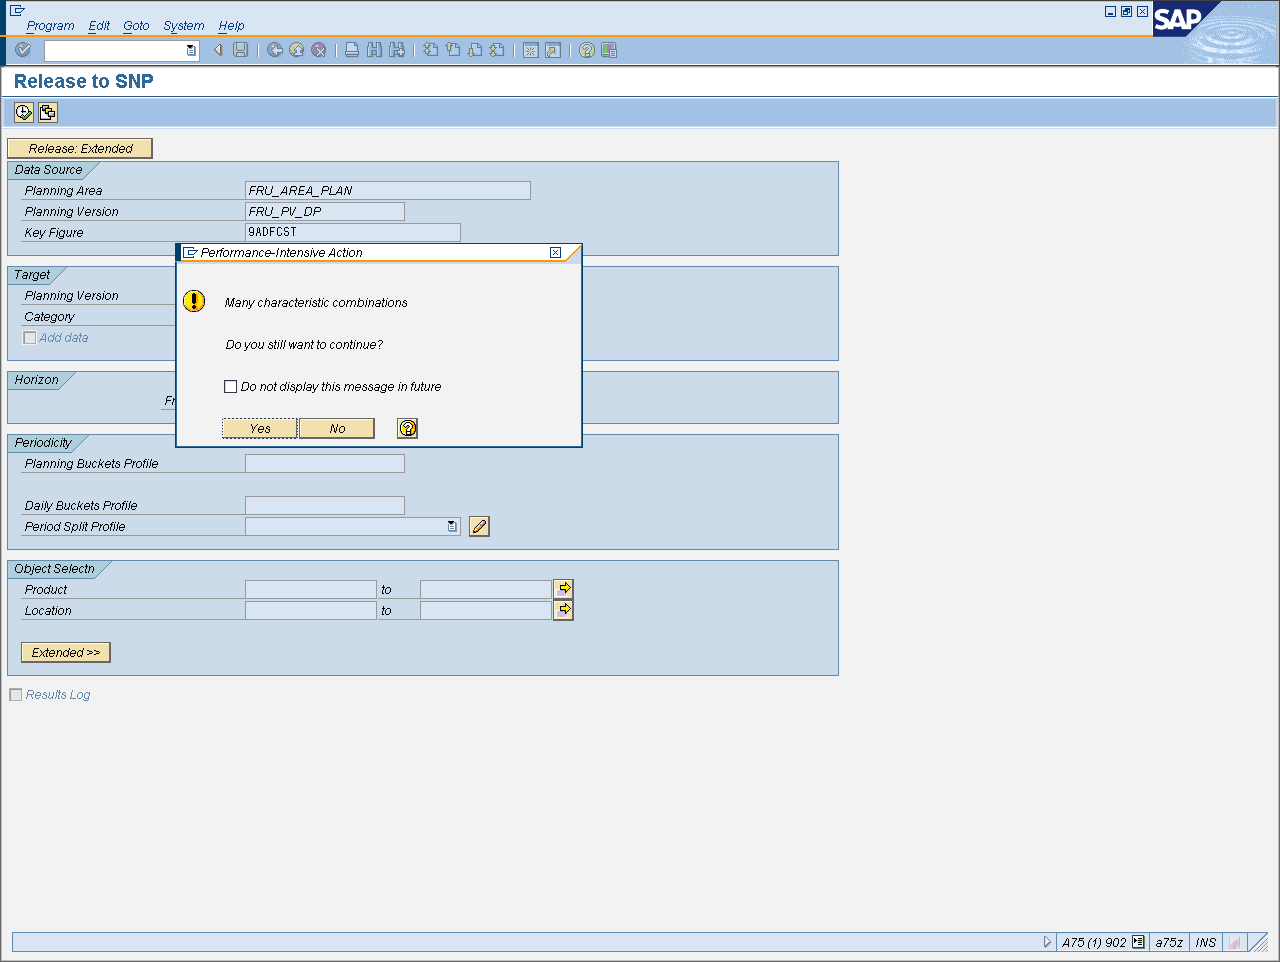 Program Edit Goto System Help
SAP
Release to SNP
Release: Extended
Data Source
Planning Area FRU_AREA_PLAN
Planning Version FRU_PV_DP
Key Figure 9ADFCST
Performance-Intensive Action
Many characteristic combinations
Do you still want to continue?
Do not display this message in future
Yes No
Target
Planning Version
Category
Add data
Horizon
Fr
Periodicity
Planning Buckets Profile
Daily Buckets Profile
Period Split Profile
Object Selectn
Product to
Location to
Extended >>
Results Log
A75 (1) 902 a75z INS